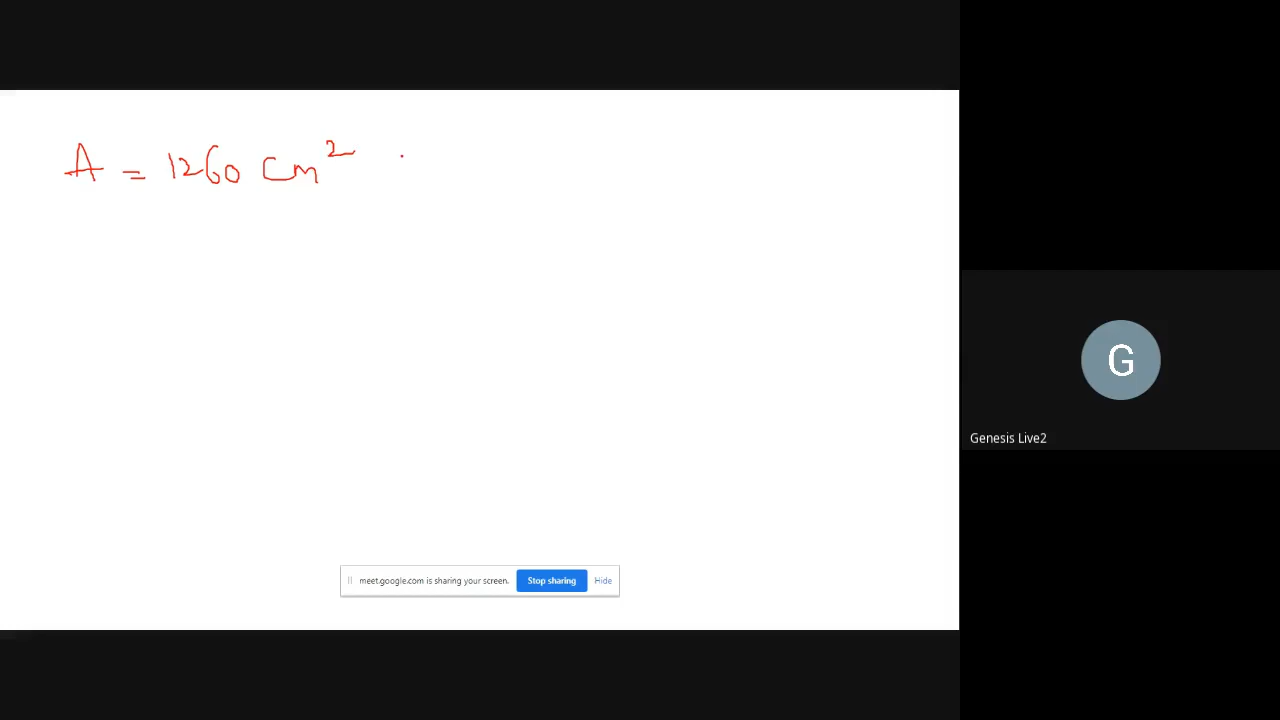 A = 1260 cm²
G
Genesis Live2
meet.google.com is sharing your screen. Stop sharing Hide